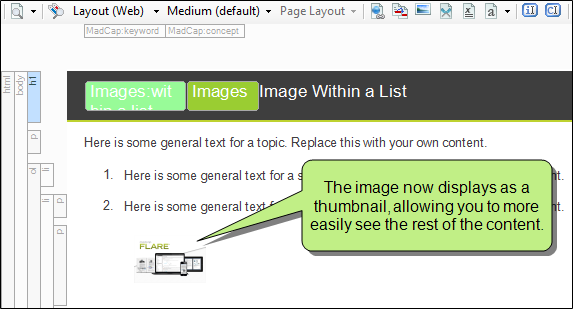 Layout (Web) Medium (default) Page Layout
MadCap:keyword MadCap:concept
html
body
h1
Images:wit
hin a list
Images
Image Within a List
p
Here is some general text for a topic. Replace this with your own content.
ol
li
p
1. Here is some general text for a s
nt.
li
p
2. Here is some general text f
nt.
The image now displays as a
thumbnail, allowing you to more
easily see the rest of the content.
FLARE